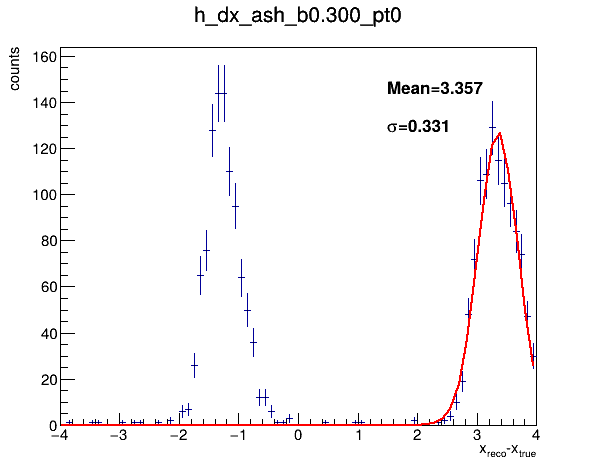 h_dx_ash_b0.300_pt0
counts
160
140
120
100
80
60
40
20
0
Mean=3.357
σ=0.331
−4 −3 −2 −1 0 1 2 3 4
x_reco-x_true